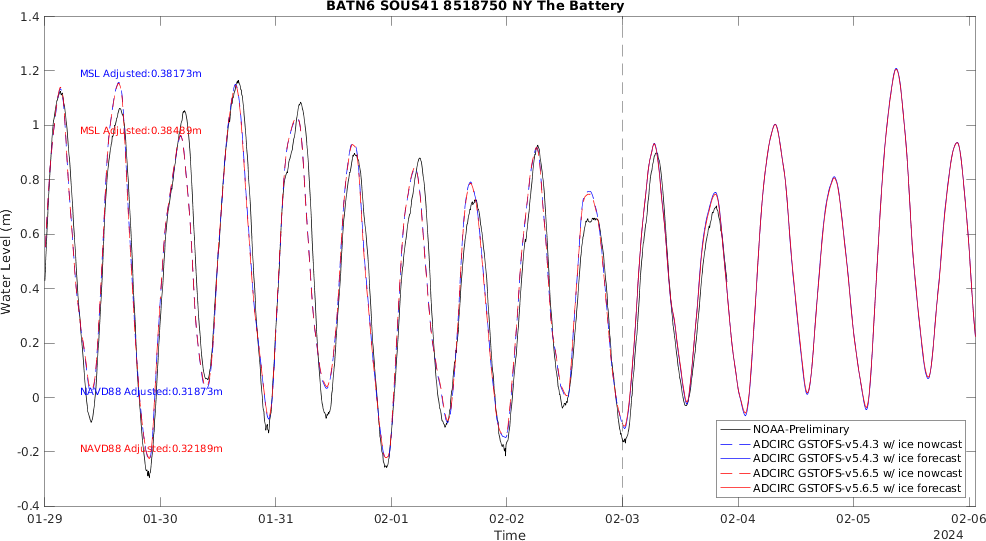 BATN6 SOUS41 8518750 NY The Battery
1.4
1.2
1
0.8
0.6
0.4
0.2
0
-0.2
-0.4
Water Level (m)
MSL Adjusted:0.38173m
MSL Adjusted:0.38489m
NAVD88 Adjusted:0.31873m
NAVD88 Adjusted:0.32189m
NOAA-Preliminary
ADCIRC GSTOFS-v5.4.3 w/ ice nowcast
ADCIRC GSTOFS-v5.4.3 w/ ice forecast
ADCIRC GSTOFS-v5.6.5 w/ ice nowcast
ADCIRC GSTOFS-v5.6.5 w/ ice forecast
01-29 01-30 01-31 02-01 02-02 02-03 02-04 02-05 02-06
Time
2024